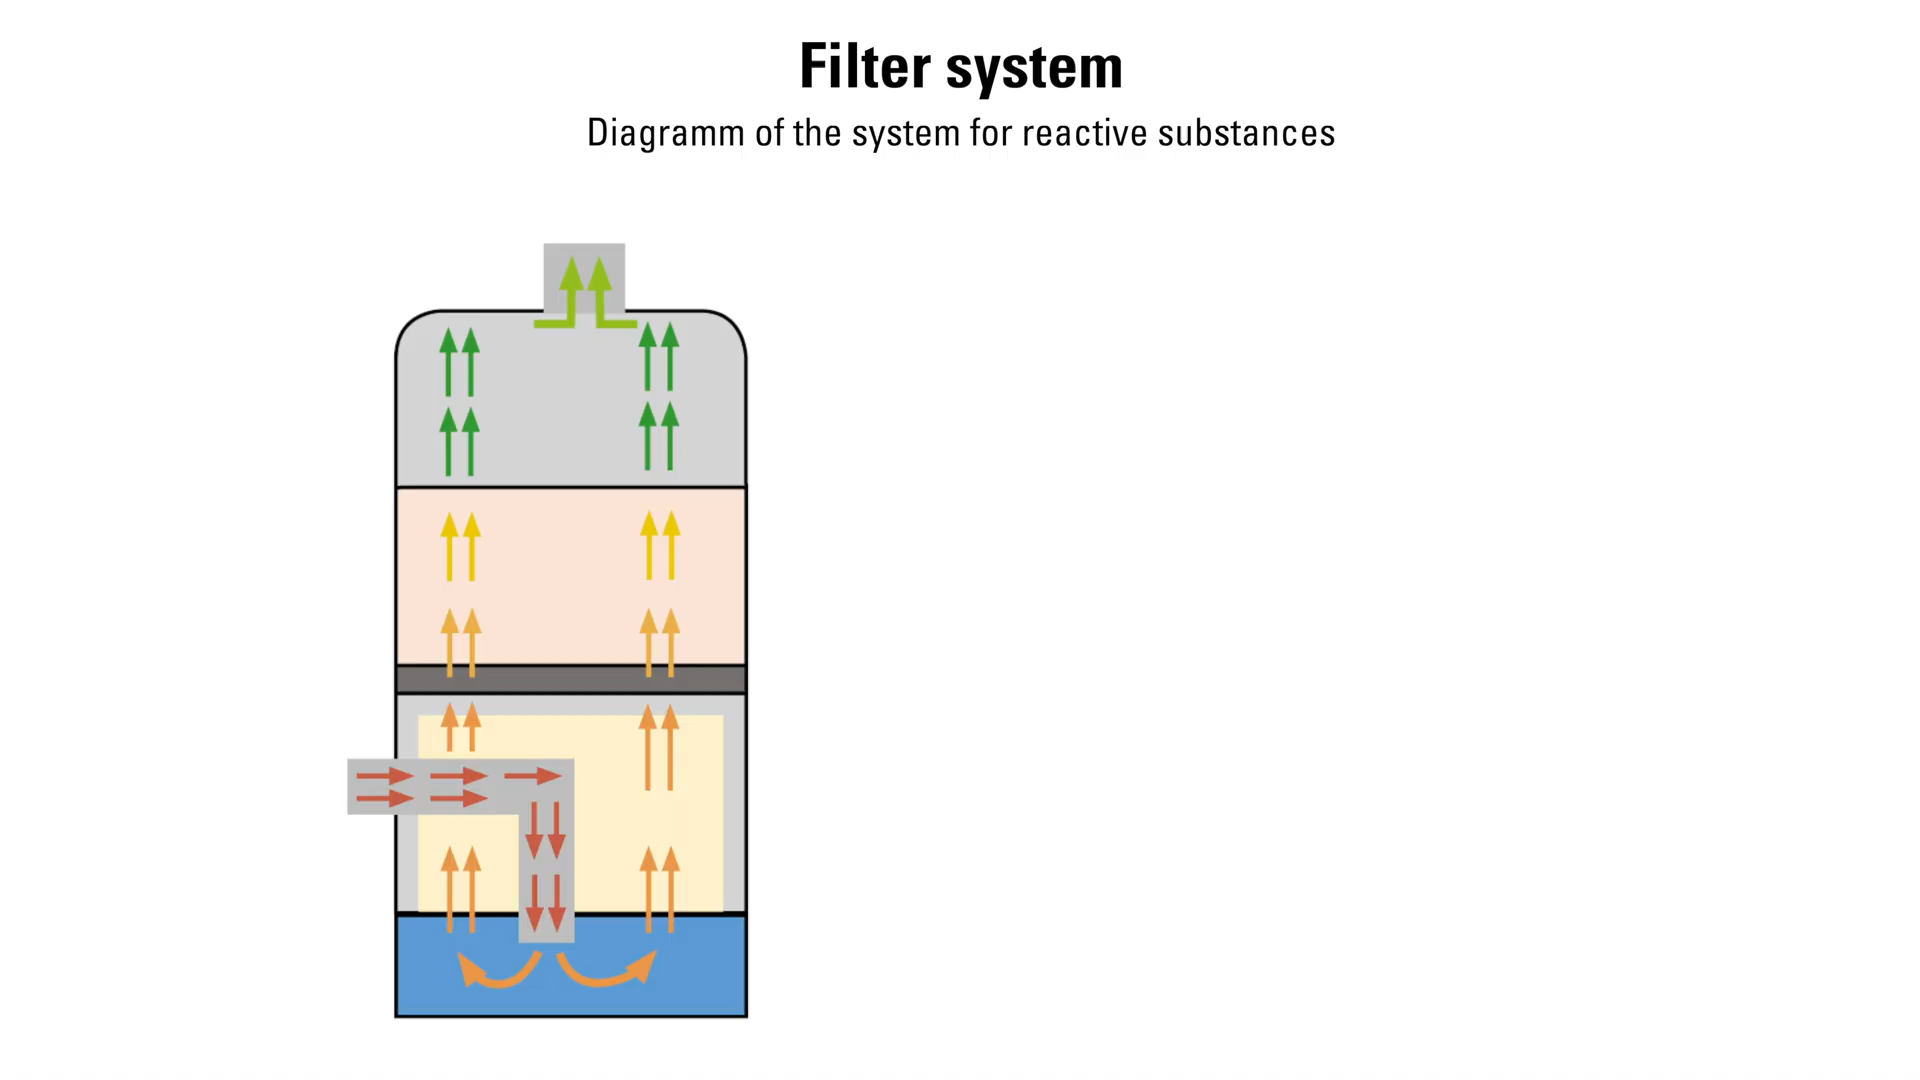 Filter system
Diagramm of the system for reactive substances